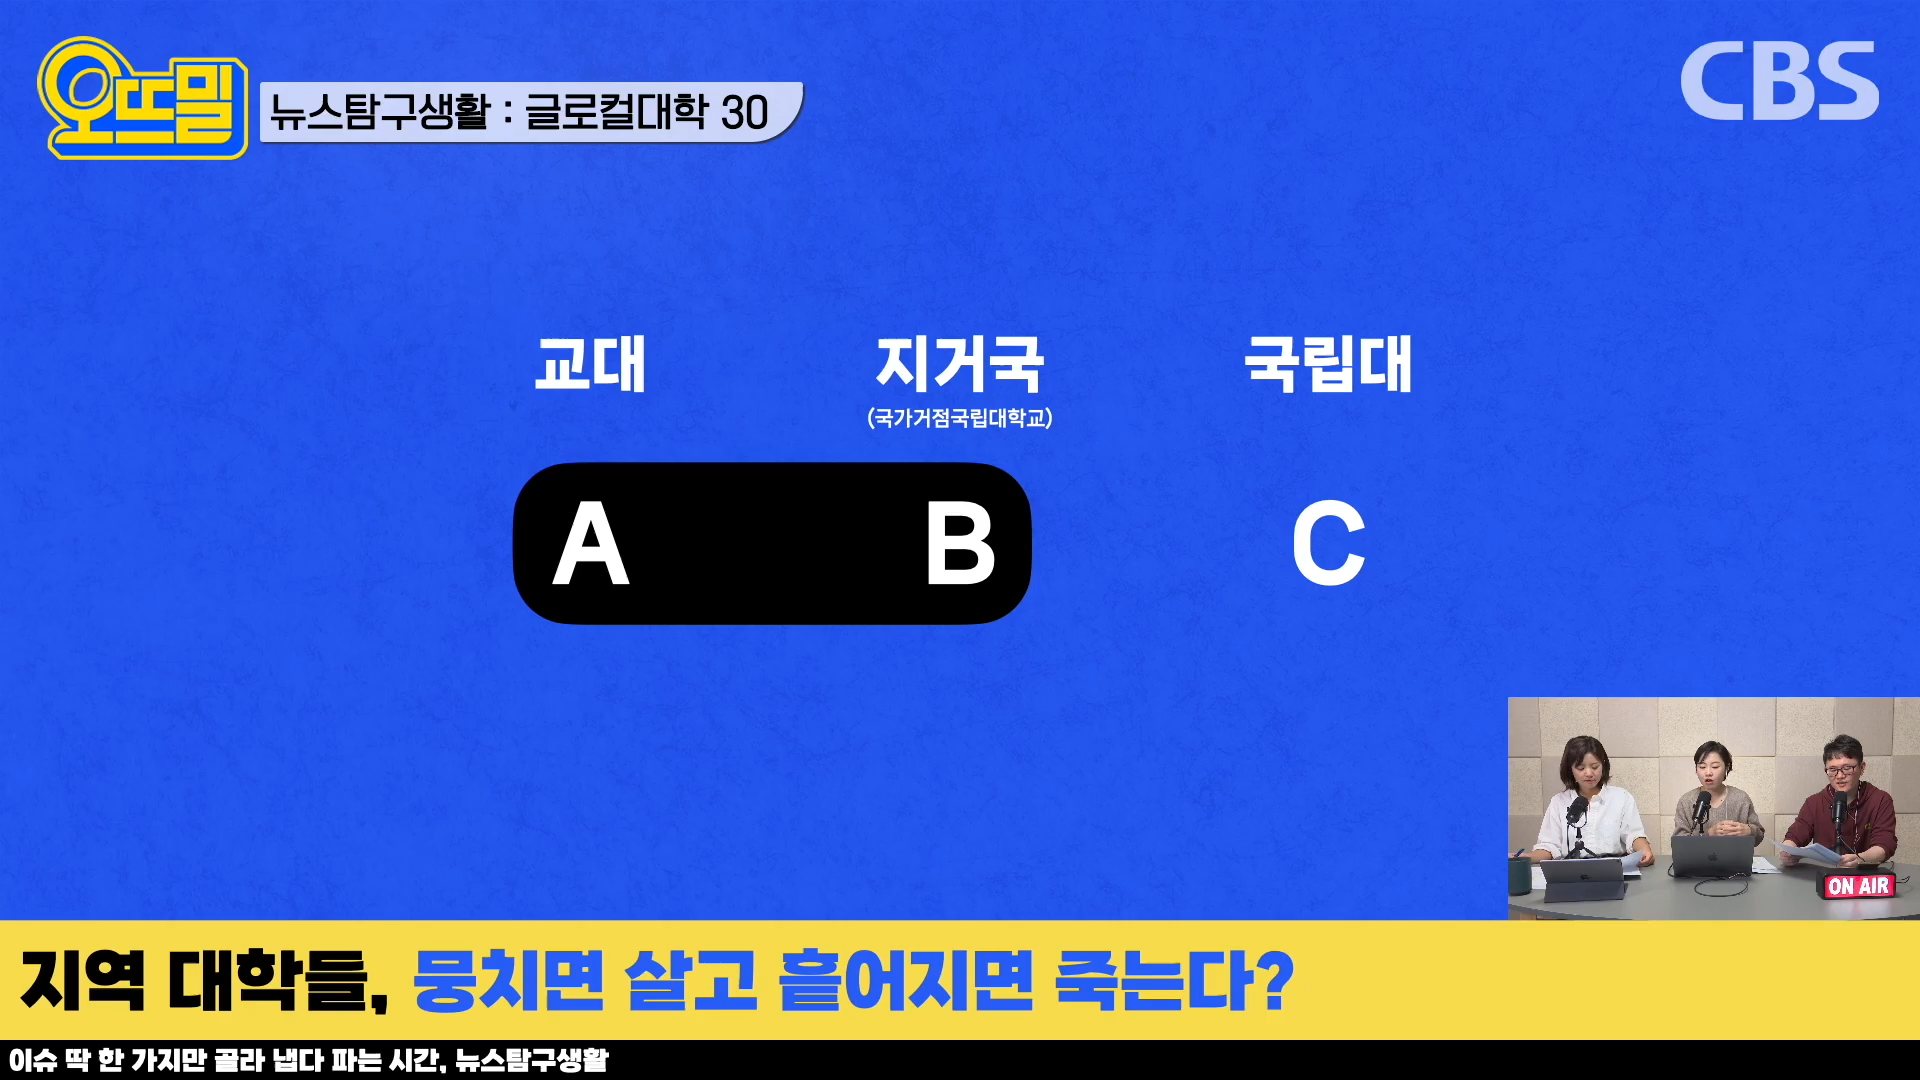 오뜨밀
뉴스탐구생활 : 글로컬대학 30
CBS
교대 지거국 국립대
(국가거점국립대학교)
A B C
ON AIR
지역 대학들, 뭉치면 살고 흩어지면 죽는다?
이슈 딱 한 가지만 골라 냅다 파는 시간, 뉴스탐구생활